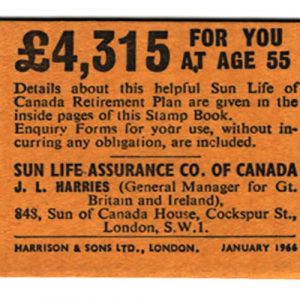 £4,315 FOR YOU
AT AGE 55
Details about this helpful Sun Life of
Canada Retirement Plan are given in the
inside pages of this Stamp Book.
Enquiry Forms for your use, without in-
curring any obligation, are included.
SUN LIFE ASSURANCE CO. OF CANADA
J. L. HARRIES (General Manager for Gt.
Britain and Ireland),
84S, Sun of Canada House, Cockspur St.,
London, S.W.1.
HARRISON & SONS LTD., LONDON. JANUARY 1966